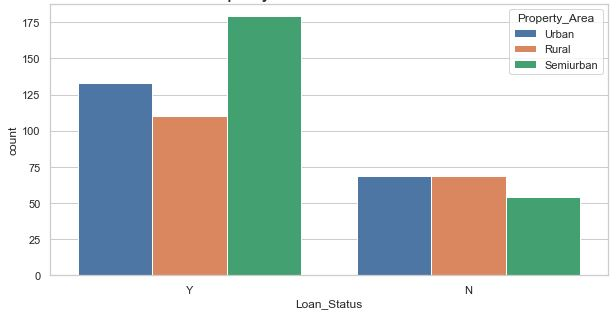 Property_Area
Urban
Rural
Semiurban
175
150
125
100
75
50
25
0
count
Y
N
Loan_Status